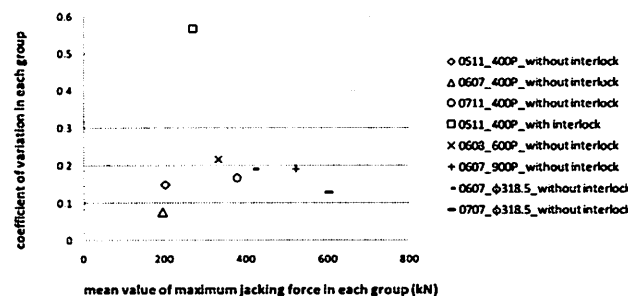 0.6
0.5
0.4
0.3
0.2
0.1
0
0 200 400 600 800
coefficient of variation in each group
mean value of maximum jacking force in each group (kN)
0511_400P_without interlock
0607_400P_without interlock
0711_400P_without interlock
0511_400P_with interlock
0603_600P_without interlock
0607_900P_without interlock
0607_ϕ318.5_without interlock
0707_ϕ318.5_without interlock